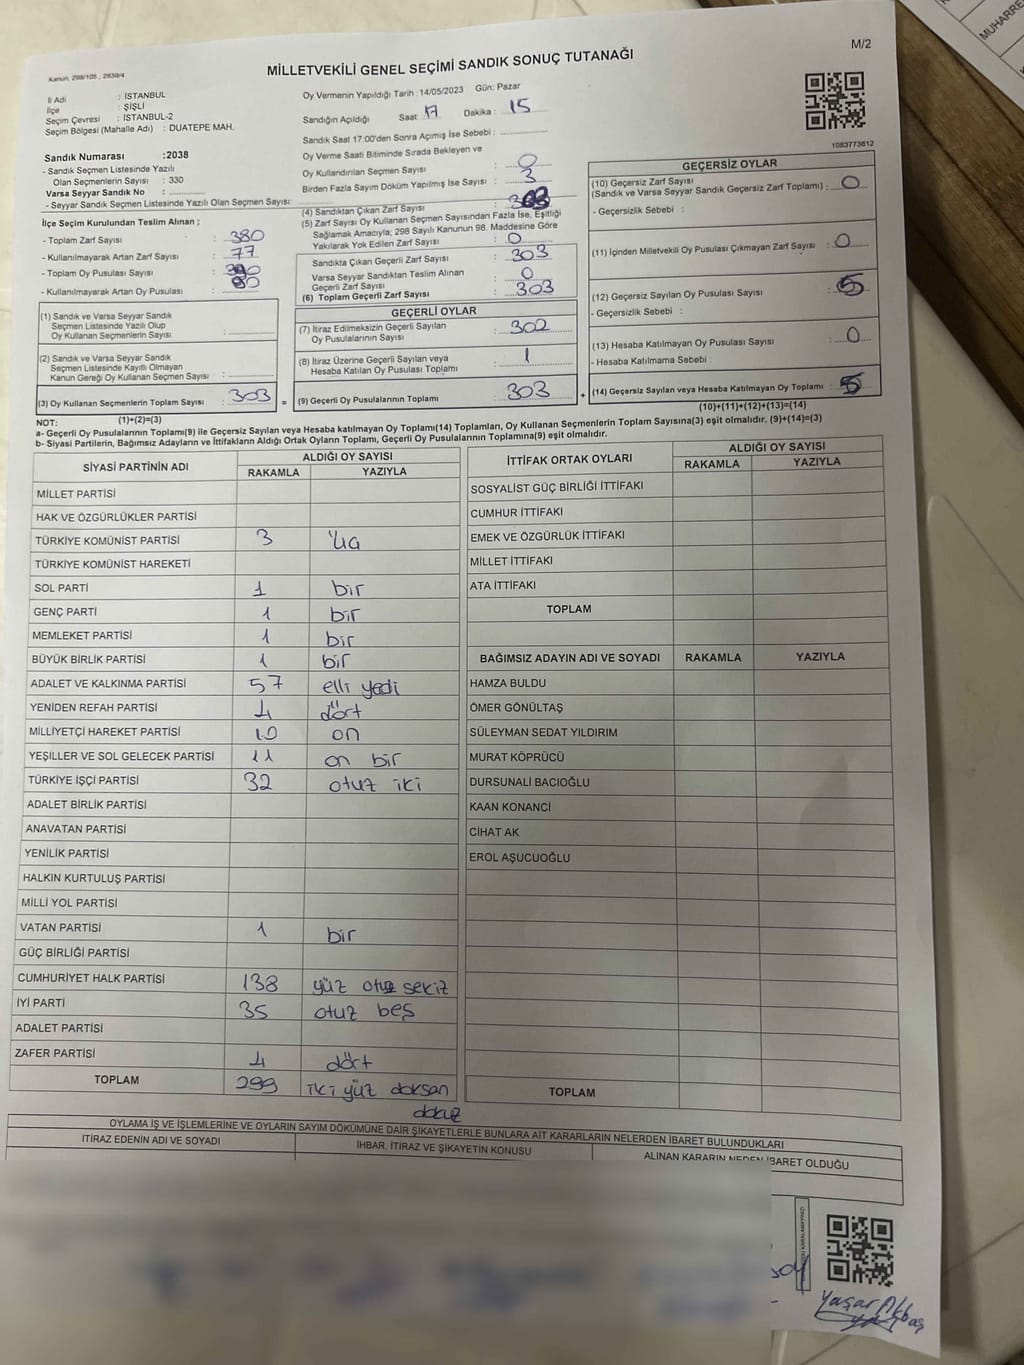 MUHARRE
M/2
Kanun. 298/105 , 2839/4
MİLLETVEKİLİ GENEL SEÇİMİ SANDIK SONUÇ TUTANAĞI
İl Adı : İSTANBUL
İlçe : ŞİŞLİ
Seçim Çevresi : İSTANBUL-2
Seçim Bölgesi (Mahalle Adı) : DUATEPE MAH.
Oy Vermenin Yapıldığı Tarih : 14/05/2023 Gün: Pazar
Sandığın Açıldığı Saat 17 Dakika : 15
Sandık Saat 17:00'den Sonra Açımış İse Sebebi :
Sandık Numarası :2038
- Sandık Seçmen Listesinde Yazılı
Olan Seçmenlerin Sayısı : 330
Varsa Seyyar Sandık No :
- Seyyar Sandık Seçmen Listesinde Yazılı Olan Seçmen Sayısı:
Oy Verme Saati Bitiminde Sırada Bekleyen ve
Oy Kullandırılan Seçmen Sayısı : 0
Birden Fazla Sayım Döküm Yapılmış İse Sayısı : 3
(4) Sandıktan Çıkan Zarf Sayısı : 303
(5) Zarf Sayısı Oy Kullanan Seçmen Sayısından Fazla İse, Eşitliği
Sağlamak Amacıyla; 298 Sayılı Kanunun 98. Maddesine Göre
Yakılarak Yok Edilen Zarf Sayısı : 0
İlçe Seçim Kurulundan Teslim Alınan ;
- Toplam Zarf Sayısı : 380
- Kullanılmayarak Artan Zarf Sayısı : 77
- Toplam Oy Pusulası Sayısı :
- Kullanılmayarak Artan Oy Pusulası : 80
Sandıkta Çıkan Geçerli Zarf Sayısı : 303
Varsa Seyyar Sandıktan Teslim Alınan
Geçerli Zarf Sayısı : 0
(6) Toplam Geçerli Zarf Sayısı : 303
(1) Sandık ve Varsa Seyyar Sandık
Seçmen Listesinde Yazılı Olup
Oy Kullanan Seçmenlerin Sayısı :
(2) Sandık ve Varsa Seyyar Sandık
Seçmen Listesinde Kayıtlı Olmayan
Kanun Gereği Oy Kullanan Seçmen Sayısı :
(3) Oy Kullanan Seçmenlerin Toplam Sayısı : 303 =
GEÇERLİ OYLAR
(7) İtiraz Edilmeksizin Geçerli Sayılan
Oy Pusulalarının Sayısı : 302
(8) İtiraz Üzerine Geçerli Sayılan veya
Hesaba Katılan Oy Pusulası Toplamı : 1
(9) Geçerli Oy Pusulalarının Toplamı : 303 +
1083773612
GEÇERSİZ OYLAR
(10) Geçersiz Zarf Sayısı
(Sandık ve Varsa Seyyar Sandık Geçersiz Zarf Toplamı) : 0
- Geçersizlik Sebebi :
(11) İçinden Milletvekili Oy Pusulası Çıkmayan Zarf Sayısı : 0
(12) Geçersiz Sayılan Oy Pusulası Sayısı : 5
- Geçersizlik Sebebi :
(13) Hesaba Katılmayan Oy Pusulası Sayısı : 0
- Hesaba Katılmama Sebebi :
(14) Geçersiz Sayılan veya Hesaba Katılmayan Oy Toplamı : 5
NOT: (1)+(2)=(3) (10)+(11)+(12)+(13)=(14)
a- Geçerli Oy Pusulaları(9) ile Geçersiz Sayılan veya Hesaba katılmayan Oy Toplamı(14) Toplamları, Oy Kullanan Seçmenlerin Toplam Sayısına(3) eşit olmalıdır, (9)+(14)=(3)
b- Siyasi Partilerin, Bağımsız Adayların ve İttifakların Aldığı Ortak Oyların Toplamı, Geçerli Oy Pusulalarının Toplamına(9) eşit olmalıdır.
SİYASİ PARTİNİN ADI ALDIĞI OY SAYISI
RAKAMLA YAZIYLA
MİLLET PARTİSİ
HAK VE ÖZGÜRLÜKLER PARTİSİ
TÜRKİYE KOMÜNİST PARTİSİ 3 üç
TÜRKİYE KOMÜNİST HAREKETİ
SOL PARTİ 1 bir
GENÇ PARTİ 1 bir
MEMLEKET PARTİSİ 1 bir
BÜYÜK BİRLİK PARTİSİ 1 bir
ADALET VE KALKINMA PARTİSİ 57 elli yedi
YENİDEN REFAH PARTİSİ 4 dört
MİLLİYETÇİ HAREKET PARTİSİ 10 on
YEŞİLLER VE SOL GELECEK PARTİSİ 11 on bir
TÜRKİYE İŞÇİ PARTİSİ 32 otuz iki
ADALET BİRLİK PARTİSİ
ANAVATAN PARTİSİ
YENİLİK PARTİSİ
HALKIN KURTULUŞ PARTİSİ
MİLLİ YOL PARTİSİ
VATAN PARTİSİ 1 bir
GÜÇ BİRLİĞİ PARTİSİ
CUMHURİYET HALK PARTİSİ 138 yüz otuz sekiz
İYİ PARTİ 35 otuz beş
ADALET PARTİSİ
ZAFER PARTİSİ 4 dört
TOPLAM 299 iki yüz doksan
dokuz
İTTİFAK ORTAK OYLARI ALDIĞI OY SAYISI
RAKAMLA YAZIYLA
SOSYALİST GÜÇ BİRLİĞİ İTTİFAKI
CUMHUR İTTİFAKI
EMEK VE ÖZGÜRLÜK İTTİFAKI
MİLLET İTTİFAKI
ATA İTTİFAKI
TOPLAM
BAĞIMSIZ ADAYIN ADI VE SOYADI RAKAMLA YAZIYLA
HAMZA BULDU
ÖMER GÖNÜLTAŞ
SÜLEYMAN SEDAT YILDIRIM
MURAT KÖPRÜCÜ
DURSUNALİ BACIOĞLU
KAAN KONANCİ
CİHAT AK
EROL AŞUCUOĞLU
TOPLAM
OYLAMA İŞ VE İŞLEMLERİNE VE OYLARIN SAYIM DÖKÜMÜNE DAİR ŞİKAYETLERLE BUNLARA AİT KARARLARIN NELERDEN İBARET BULUNDUKLARI
İTİRAZ EDENİN ADI VE SOYADI İHBAR, İTİRAZ VE ŞİKAYETİN KONUSU ALINAN KARARIN NEDEN İBARET OLDUĞU
Yaşar Akbaş